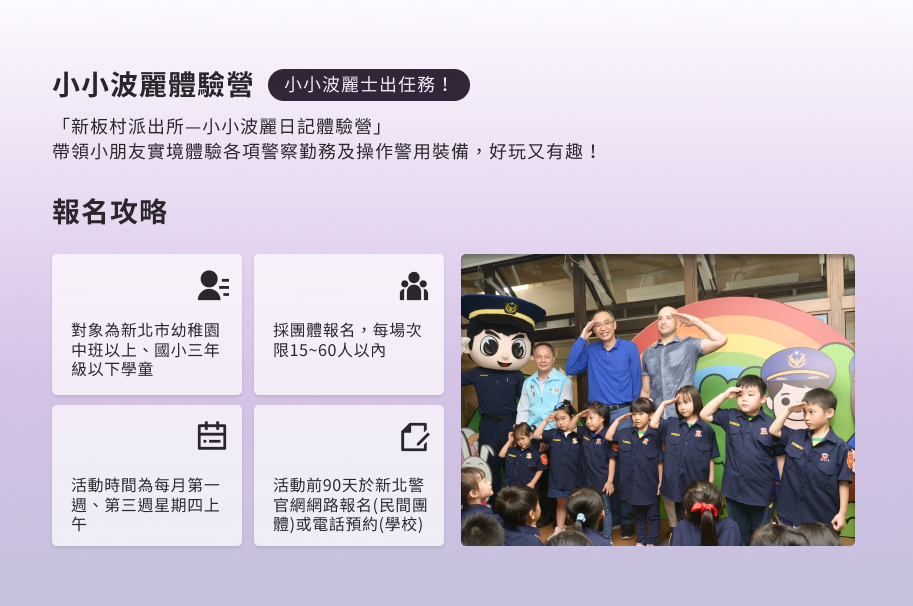 小小波麗體驗營
小小波麗士出任務！
「新板村派出所—小小波麗日記體驗營」
帶領小朋友實境體驗各項警察勤務及操作警用裝備，好玩又有趣！
報名攻略
對象為新北市幼稚園
中班以上、國小三年
級以下學童
採團體報名，每場次
限15~60人以內
活動時間為每月第一
週、第三週星期四上
午
活動前90天於新北警
官網網路報名(民間團
體)或電話預約(學校)